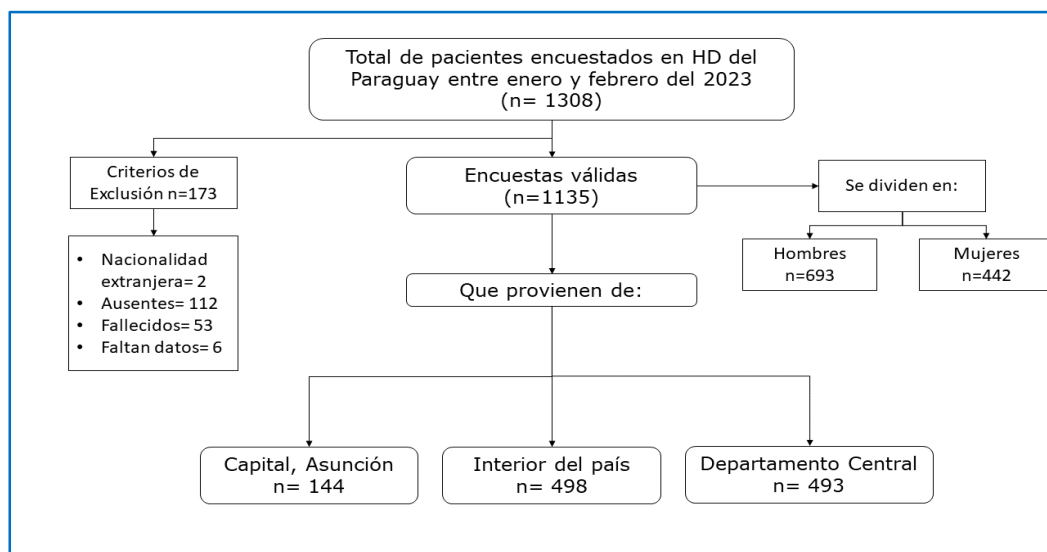 Total de pacientes encuestados en HD del
Paraguay entre enero y febrero del 2023
(n= 1308)
Criterios de
Exclusión n=173
Encuestas válidas
(n=1135)
Se dividen en:
• Nacionalidad
extranjera= 2
• Ausentes= 112
• Fallecidos= 53
• Faltan datos= 6
Hombres
n=693
Mujeres
n=442
Que provienen de:
Capital, Asunción
n= 144
Interior del país
n= 498
Departamento Central
n= 493